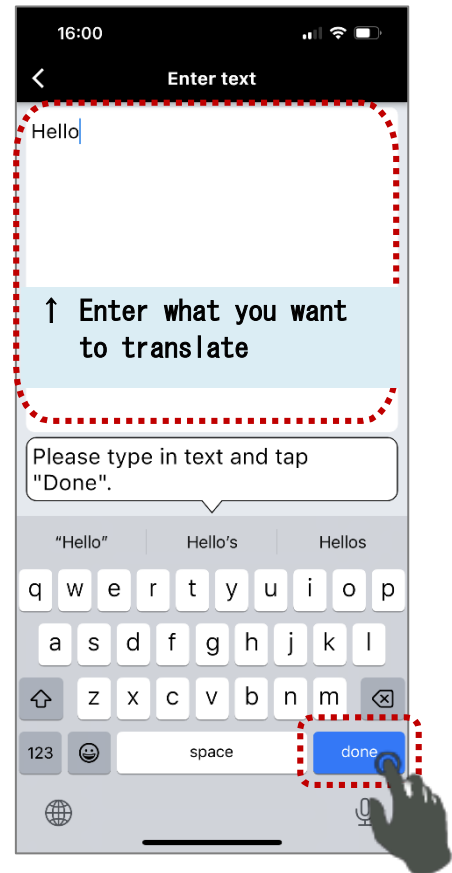 16:00
Enter text
Hello
↑ Enter what you want
to translate
Please type in text and tap
"Done".
“Hello” Hello's Hellos
q w e r t y u i o p
a s d f g h j k l
z x c v b n m
123 space done